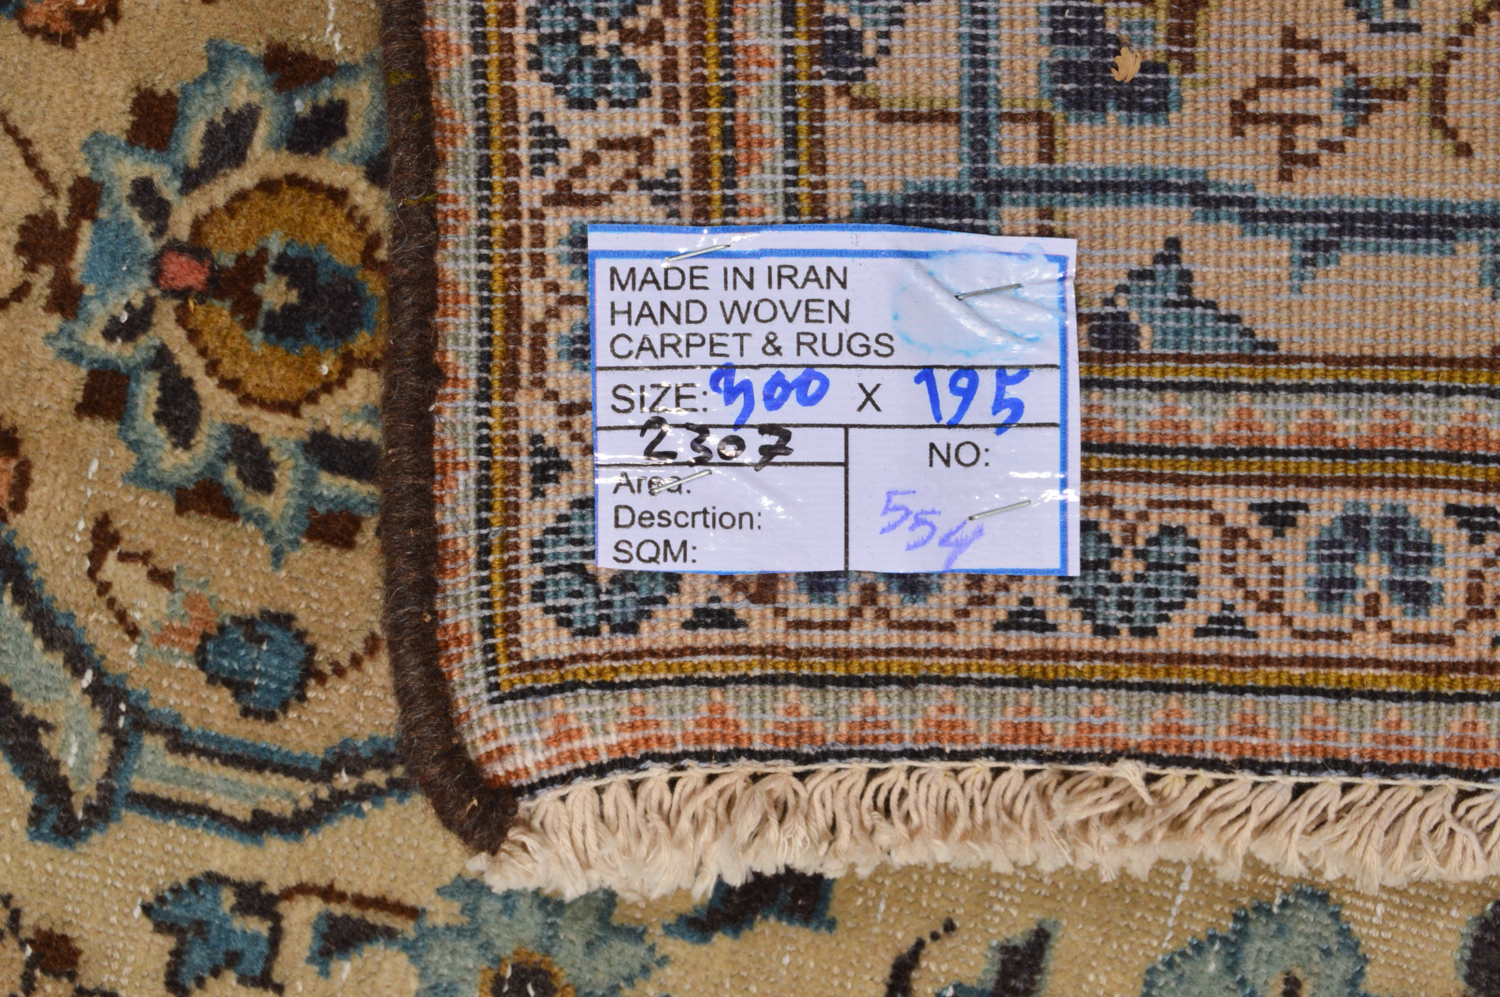 MADE IN IRAN
HAND WOVEN
CARPET & RUGS
SIZE: 300 X 195
2307
NO:
Area:
Descrtion:
554
SQM: